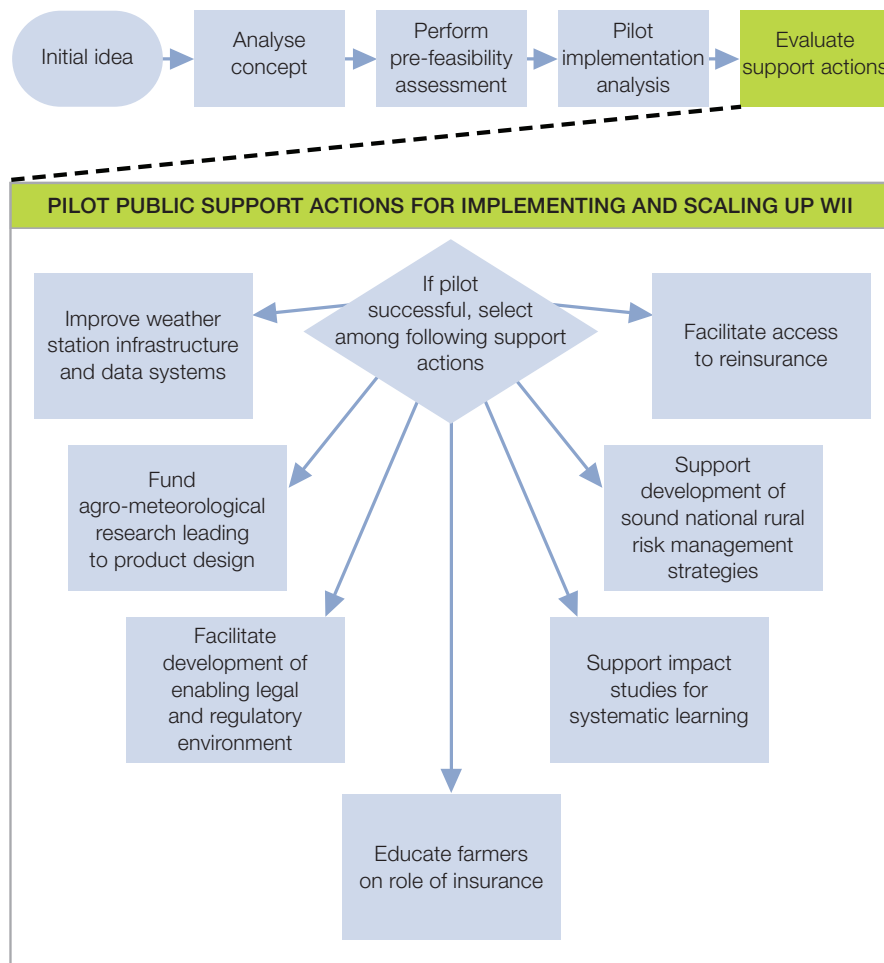 Initial idea
Analyse
concept
Perform
pre-feasibility
assessment
Pilot
implementation
analysis
Evaluate
support actions
PILOT PUBLIC SUPPORT ACTIONS FOR IMPLEMENTING AND SCALING UP WII
If pilot
successful, select
among following support
actions
Improve weather
station infrastructure
and data systems
Facilitate access
to reinsurance
Fund
agro-meteorological
research leading
to product design
Support
development of
sound national rural
risk management
strategies
Facilitate
development of
enabling legal
and regulatory
environment
Support impact
studies for
systematic learning
Educate farmers
on role of insurance